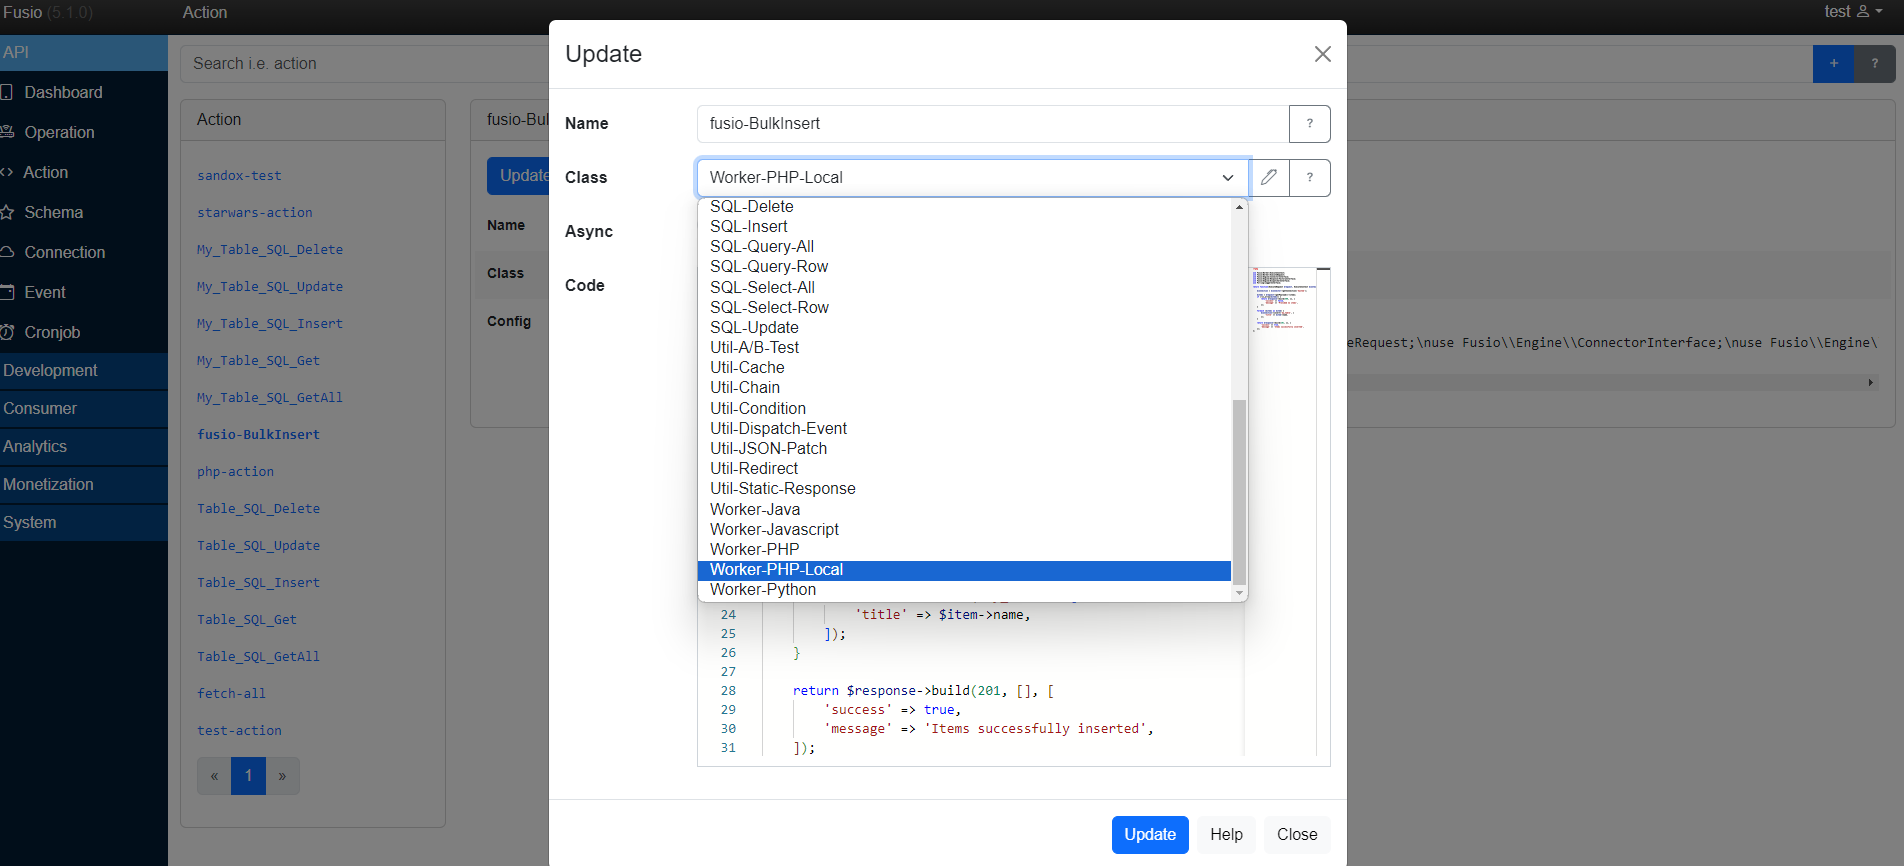 Fusio (5.1.0)
Action
test
API
Dashboard
Operation
Action
Schema
Connection
Event
Cronjob
Development
Consumer
Analytics
Monetization
System
Search i.e. action
+
?
Action
sandox-test
starwars-action
My_Table_SQL_Delete
My_Table_SQL_Update
My_Table_SQL_Insert
My_Table_SQL_Get
My_Table_SQL_GetAll
fusio-BulkInsert
php-action
Table_SQL_Delete
Table_SQL_Update
Table_SQL_Insert
Table_SQL_Get
Table_SQL_GetAll
fetch-all
test-action
« 1 »
fusio-Bul
Update
Name
Class
Config
eRequest;\nuse Fusio\\Engine\\ConnectorInterface;\nuse Fusio\\Engine\
Update
Name
fusio-BulkInsert
?
Class
Worker-PHP-Local
?
Async
Code
SQL-Delete
SQL-Insert
SQL-Query-All
SQL-Query-Row
SQL-Select-All
SQL-Select-Row
SQL-Update
Util-A/B-Test
Util-Cache
Util-Chain
Util-Condition
Util-Dispatch-Event
Util-JSON-Patch
Util-Redirect
Util-Static-Response
Worker-Java
Worker-Javascript
Worker-PHP
Worker-PHP-Local
Worker-Python
24 'title' => $item->name,
25 ]);
26 }
27
28 return $response->build(201, [], [
29 'success' => true,
30 'message' => 'Items successfully inserted',
31 ]);
Update
Help
Close